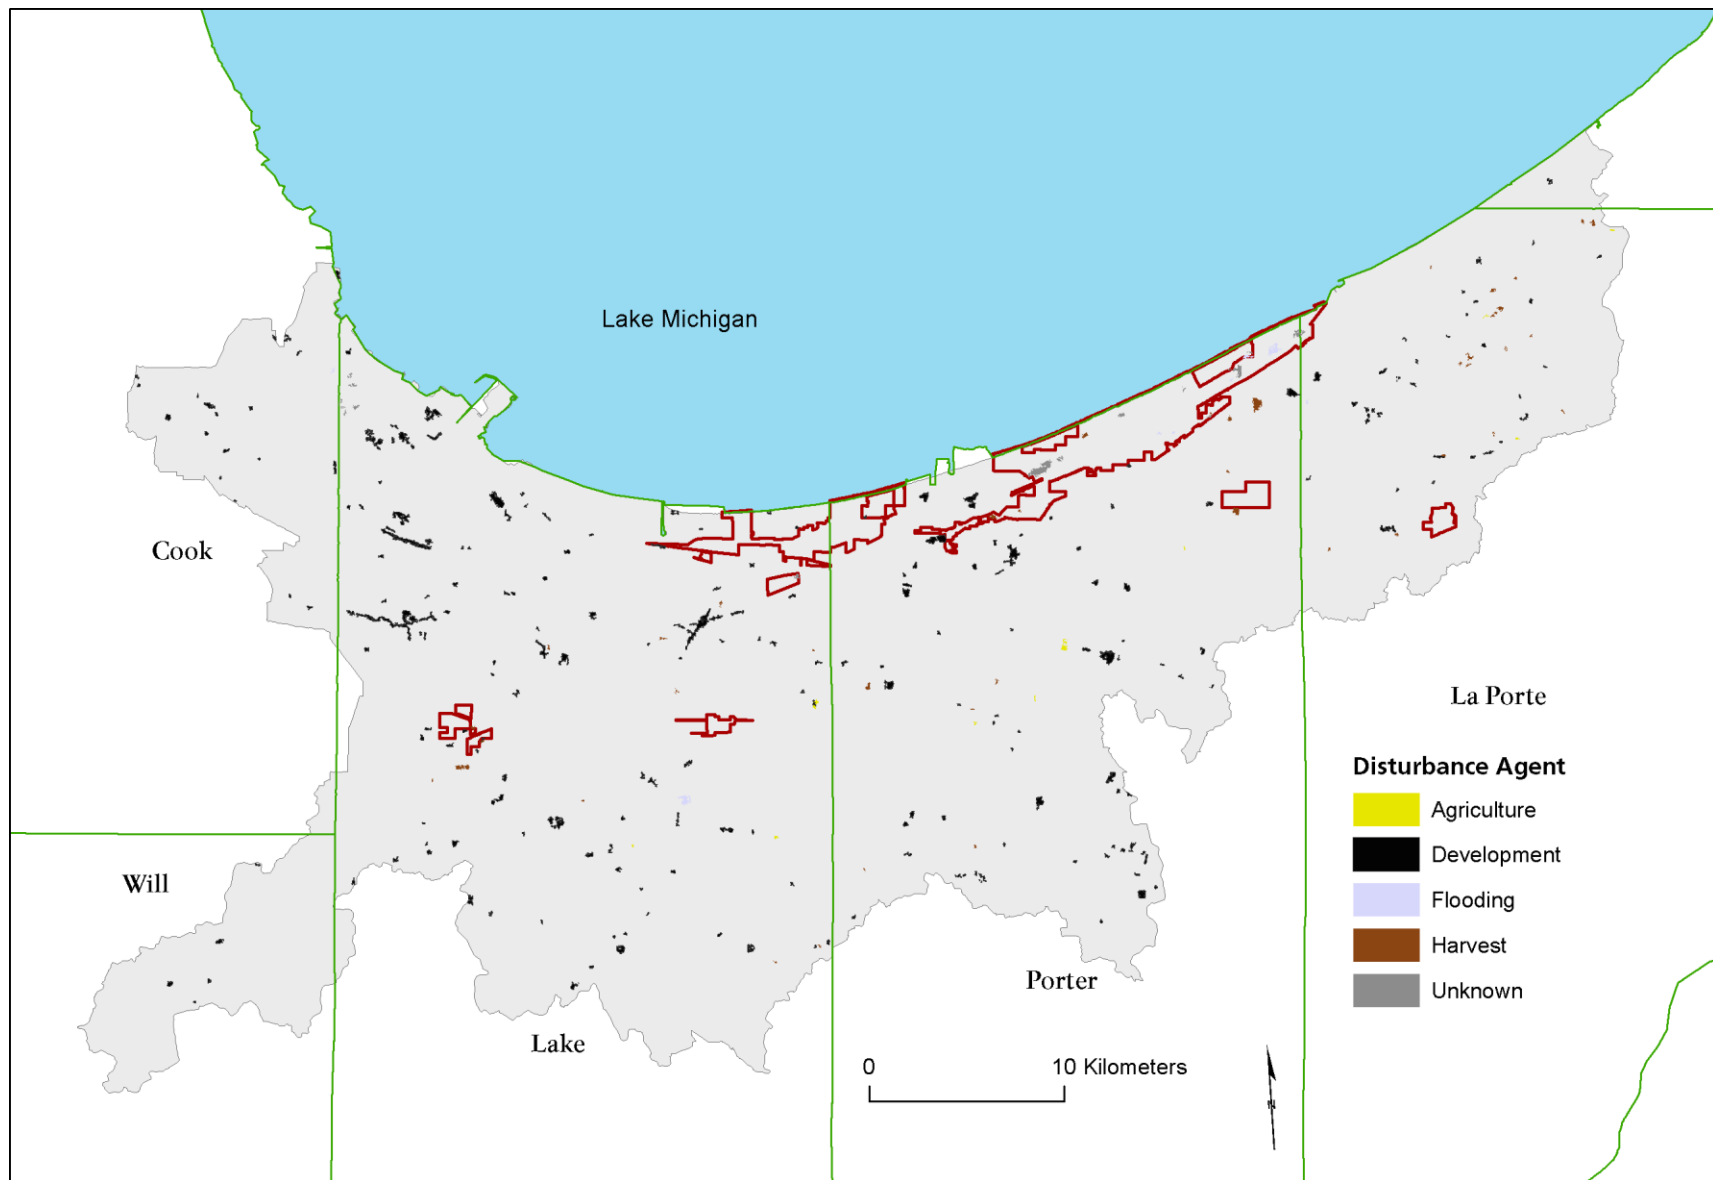 Lake Michigan
Cook
La Porte
Disturbance Agent
Agriculture
Development
Will
Flooding
Harvest
Porter
Unknown
Lake
0 10 Kilometers
N